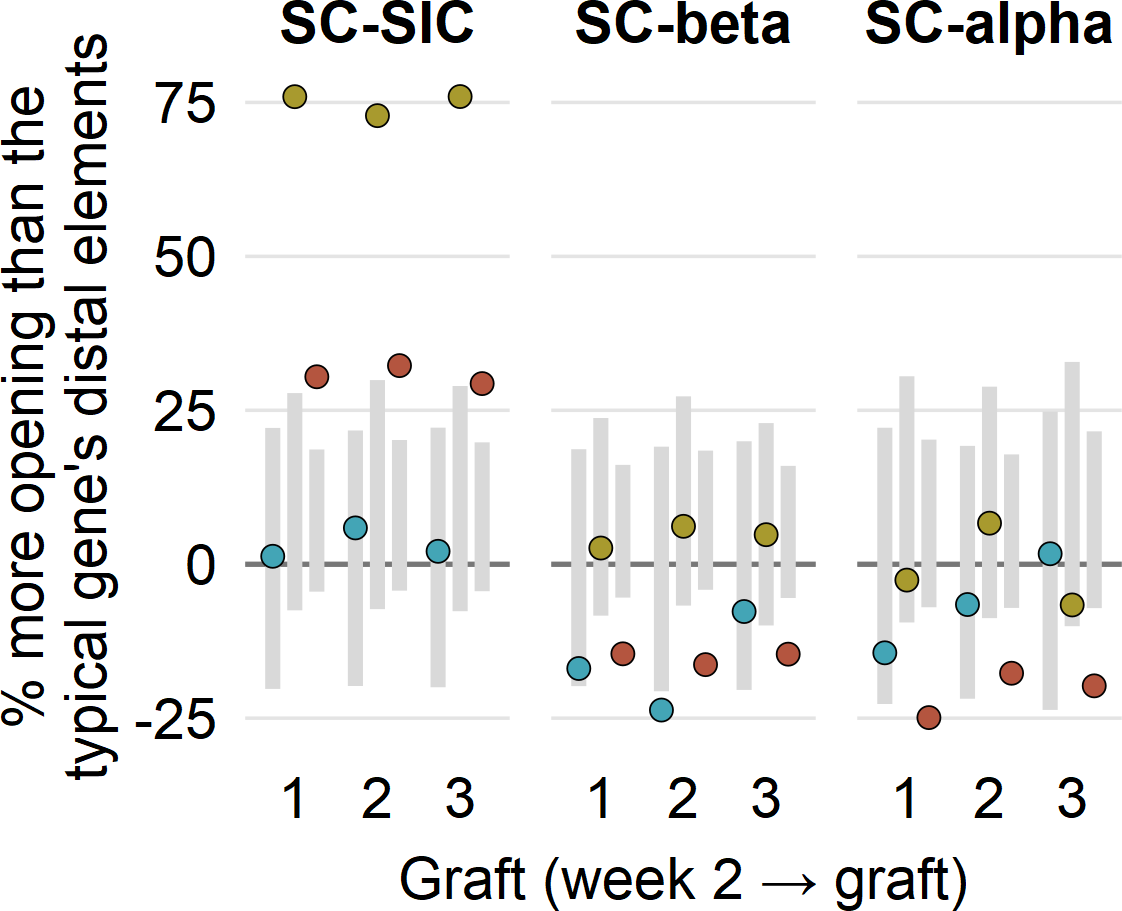 SC-SIC SC-beta SC-alpha
% more opening than the
typical gene's distal elements
75
50
25
0
-25
1 2 3 1 2 3 1 2 3
Graft (week 2 → graft)